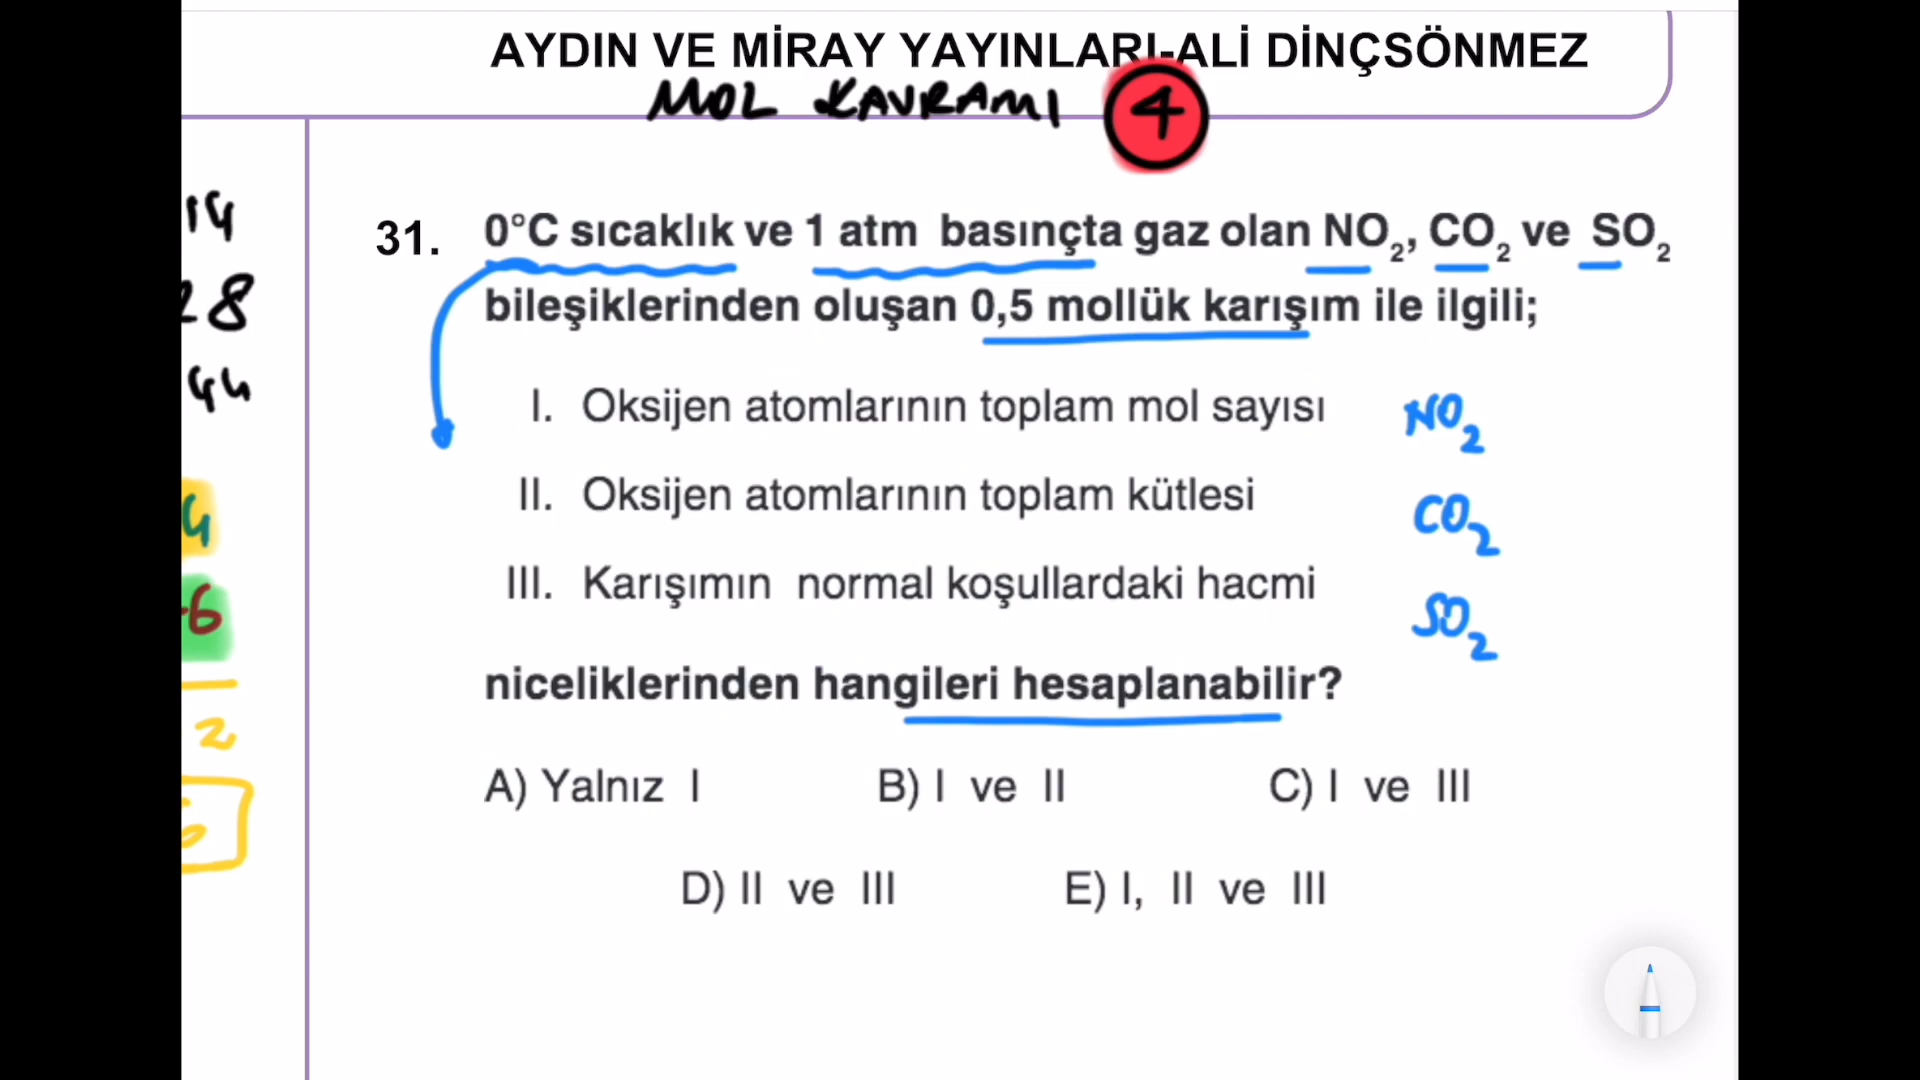 AYDIN VE MİRAY YAYINLARI-ALİ DİNÇSÖNMEZ
MOL KAVRAMI 4
14
28
44
4
6
2
31. 0°C sıcaklık ve 1 atm basınçta gaz olan NO₂, CO₂ ve SO₂
bileşiklerinden oluşan 0,5 mollük karışım ile ilgili;
I. Oksijen atomlarının toplam mol sayısı NO₂
II. Oksijen atomlarının toplam kütlesi CO₂
III. Karışımın normal koşullardaki hacmi SO₂
niceliklerinden hangileri hesaplanabilir?
A) Yalnız I B) I ve II C) I ve III
D) II ve III E) I, II ve III